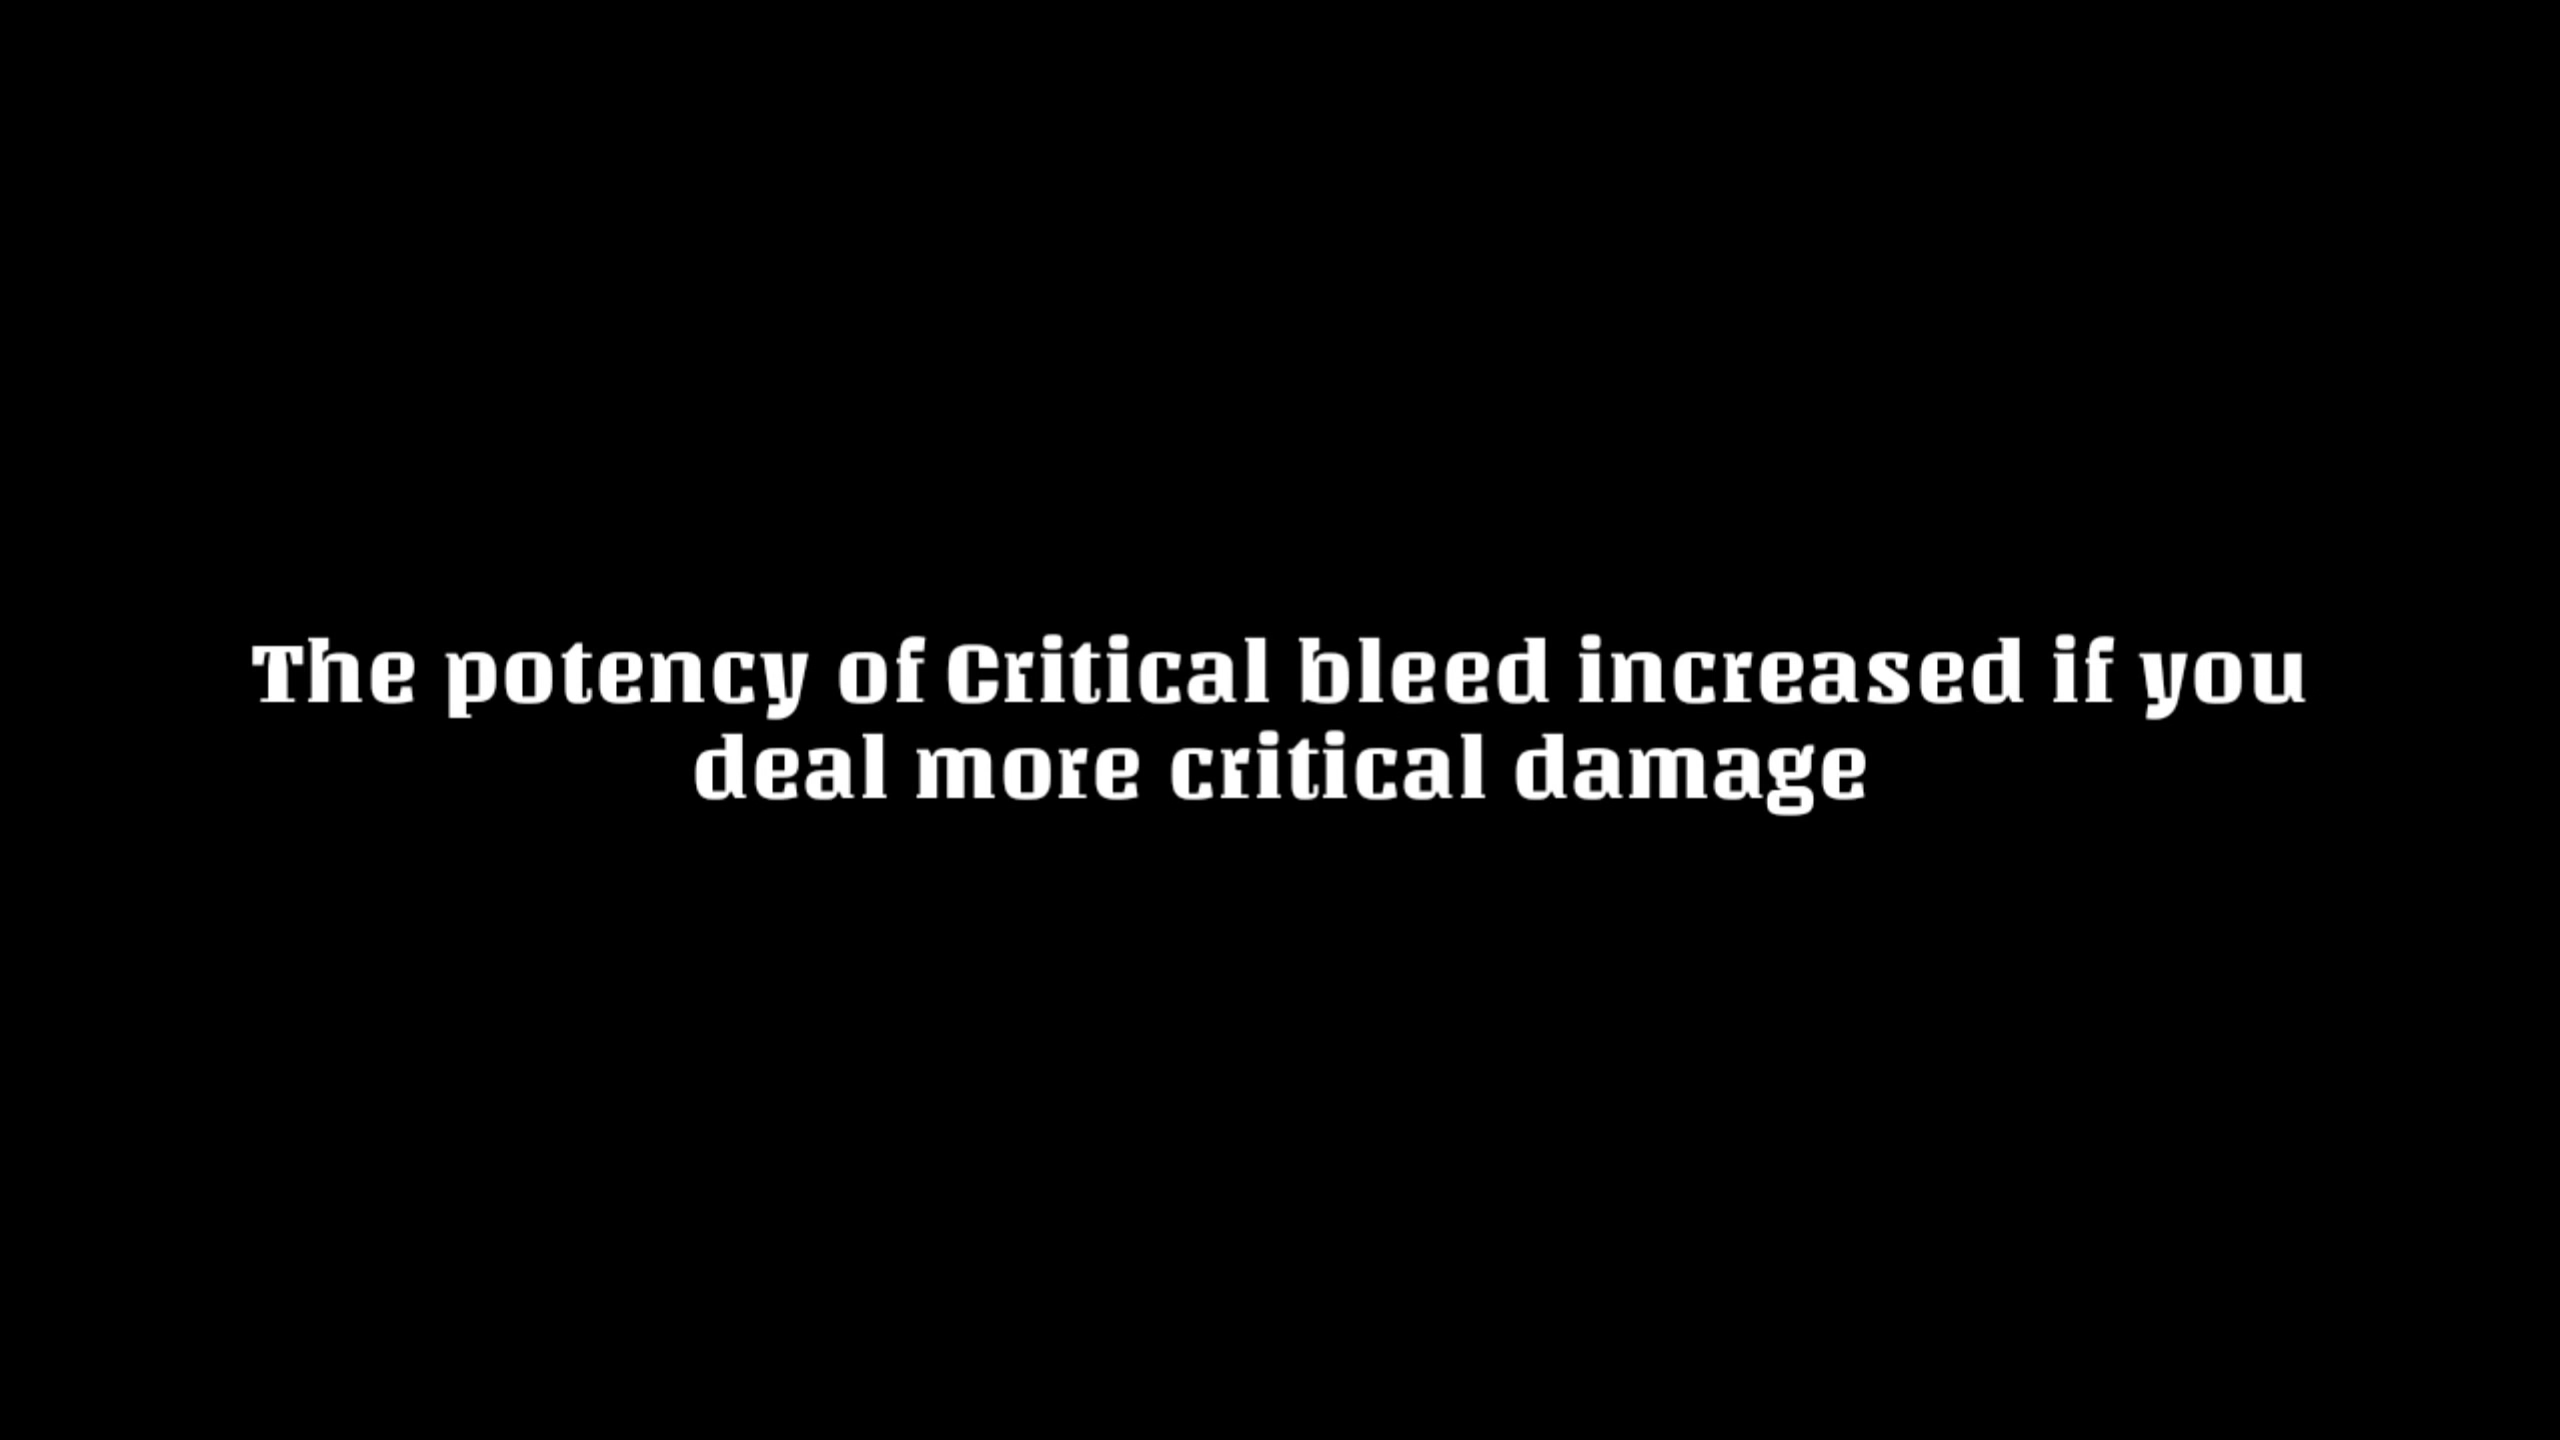 The potency of Critical bleed increased if you
deal more critical damage